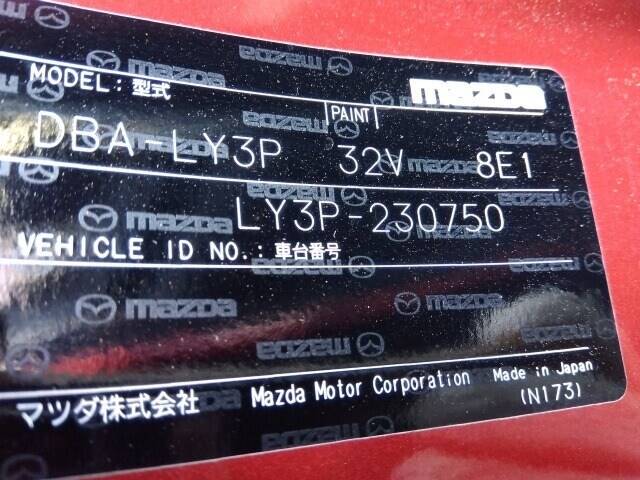 MODEL: 型式 PAINT mazda
DBA-LY3P 32V 8E1
LY3P-230750
VEHICLE ID NO.: 車台番号
マツダ株式会社 Mazda Motor Corporation Made in Japan
(N173)